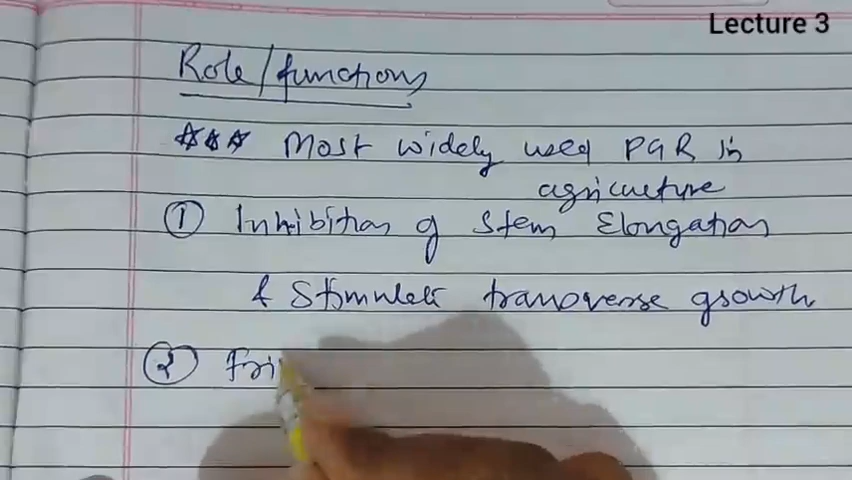 Lecture 3
Role/functions
*** Most widely used PGR in
agriculture
① Inhibition of Stem Elongation
& Stimulate transverse growth
② Fri